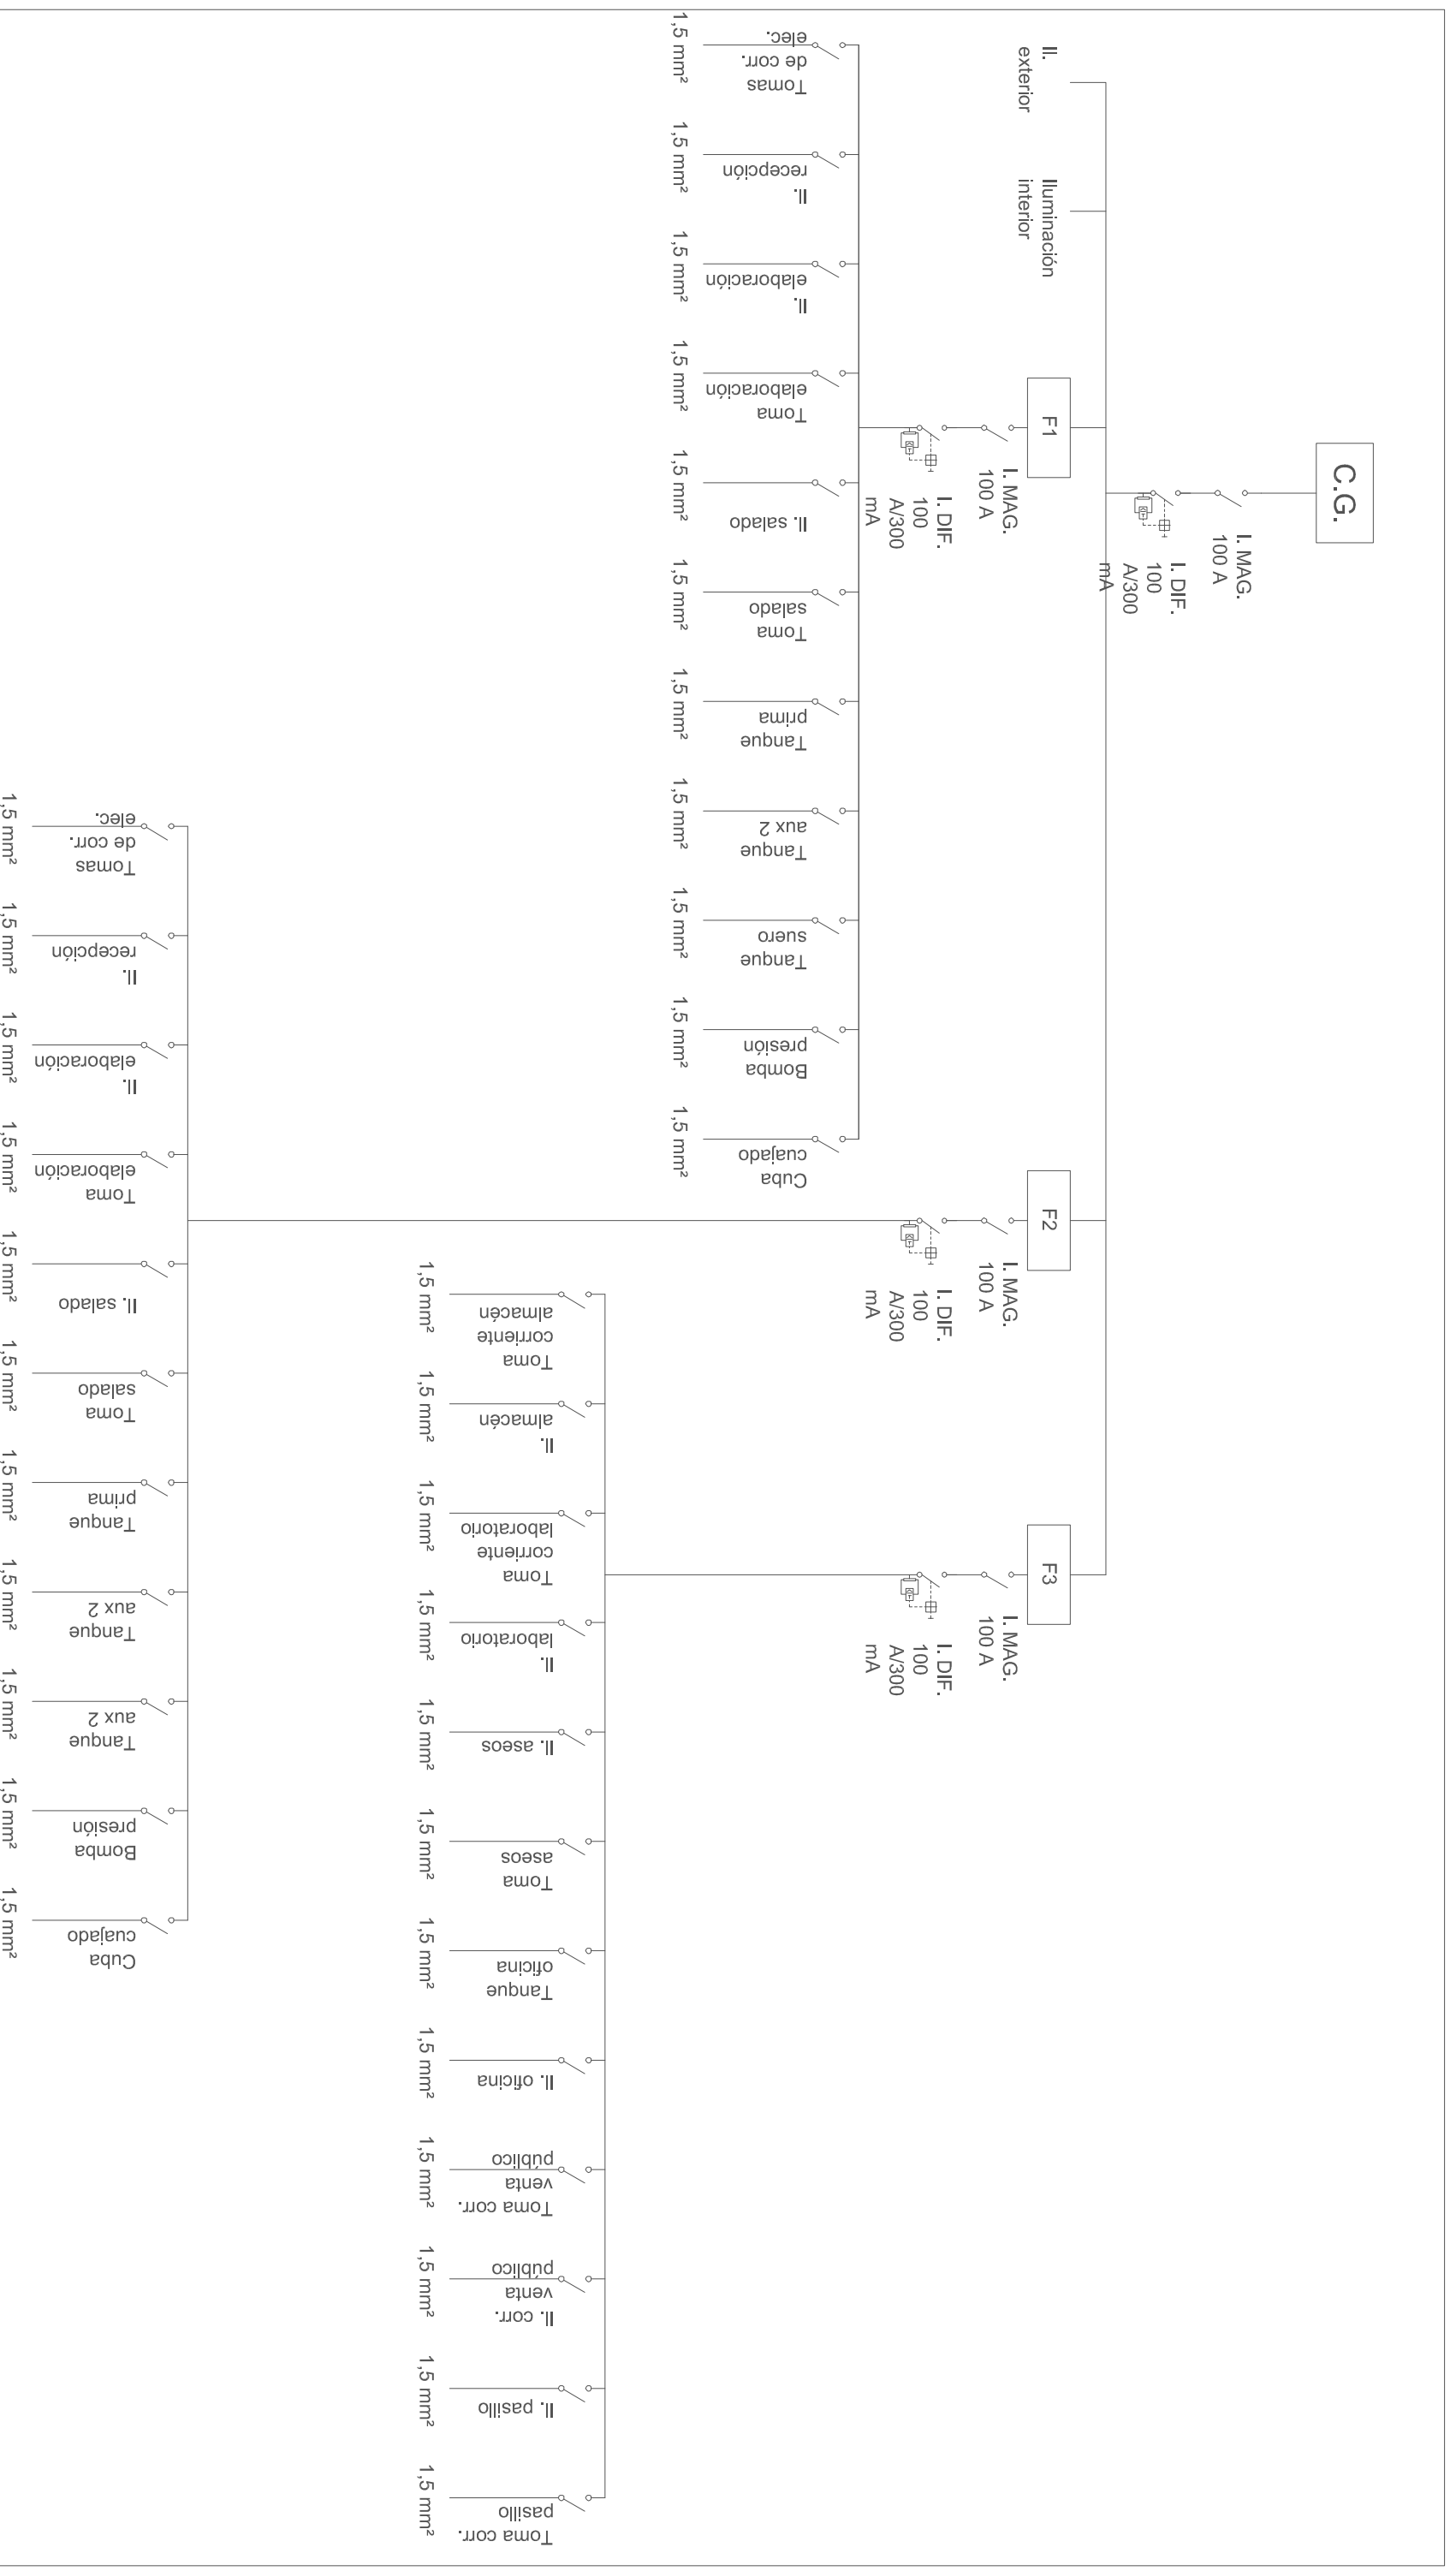 C.G.
I. MAG.
100 A
I. DIF.
100
A/300
mA
Il.
exterior
Iluminación
interior
F1
I. MAG.
100 A
I. DIF.
100
A/300
mA
F2
I. MAG.
100 A
I. DIF.
100
A/300
mA
F3
I. MAG.
100 A
I. DIF.
100
A/300
mA
Tomas
de corr.
elec.
1,5 mm²
Il.
recepción
1,5 mm²
Il.
elaboración
1,5 mm²
Toma
elaboración
1,5 mm²
Il. salado
1,5 mm²
Toma
salado
1,5 mm²
Tanque
prima
1,5 mm²
Tanque
aux 2
1,5 mm²
Tanque
suero
1,5 mm²
Bomba
presión
1,5 mm²
Cuba
cuajado
1,5 mm²
Toma
corriente
almacén
1,5 mm²
Il.
almacén
1,5 mm²
Toma
corriente
laboratorio
1,5 mm²
Il.
laboratorio
1,5 mm²
Il. aseos
1,5 mm²
Toma
aseos
1,5 mm²
Tanque
oficina
1,5 mm²
Il. oficina
1,5 mm²
Toma corr.
venta
público
1,5 mm²
Il. corr.
venta
público
1,5 mm²
Il. pasillo
1,5 mm²
Toma corr.
pasillo
1,5 mm²
Tomas
de corr.
elec.
1,5 mm²
Il.
recepción
1,5 mm²
Il.
elaboración
1,5 mm²
Toma
elaboración
1,5 mm²
Il. salado
1,5 mm²
Toma
salado
1,5 mm²
Tanque
prima
1,5 mm²
Tanque
aux 2
1,5 mm²
Tanque
aux 2
1,5 mm²
Bomba
presión
1,5 mm²
Cuba
cuajado
1,5 mm²